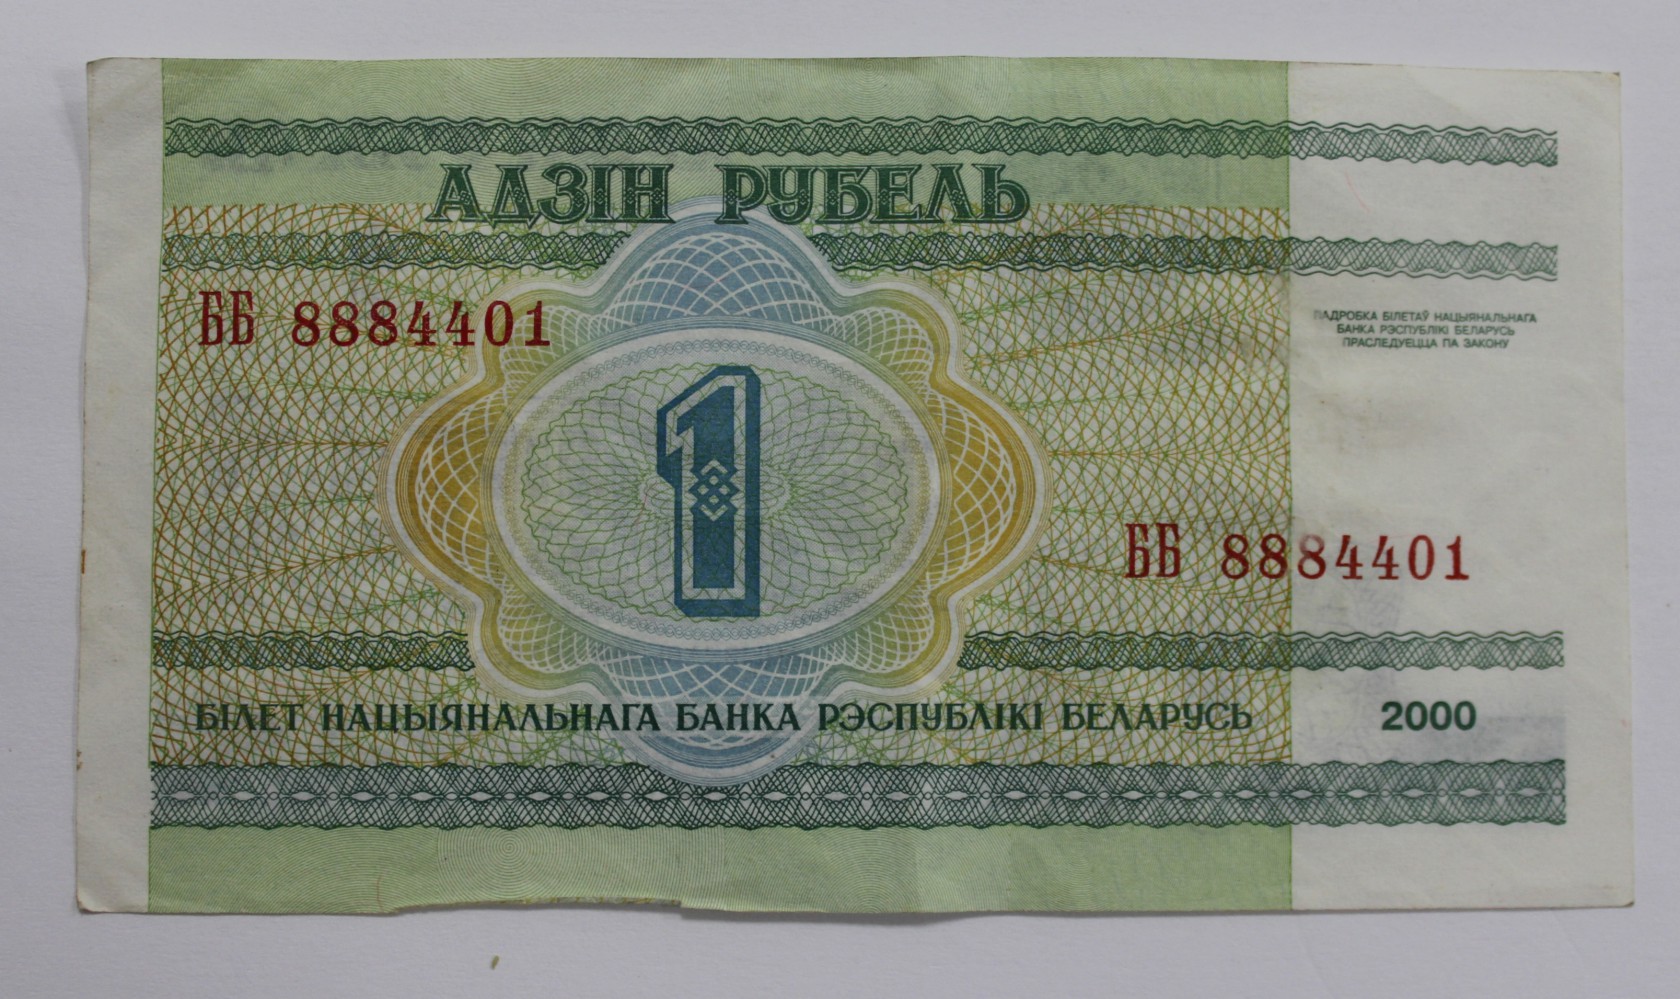 АДЗІН РУБЕЛЬ
ББ 8884401
1
ПАДРОБКА БІЛЕТАЎ НАЦЫЯНАЛЬНАГА
БАНКА РЭСПУБЛІКІ БЕЛАРУСЬ
ПРАСЛЕДУЕЦЦА ПА ЗАКОНУ
ББ 8884401
БІЛЕТ НАЦЫЯНАЛЬНАГА БАНКА РЭСПУБЛІКІ БЕЛАРУСЬ 2000